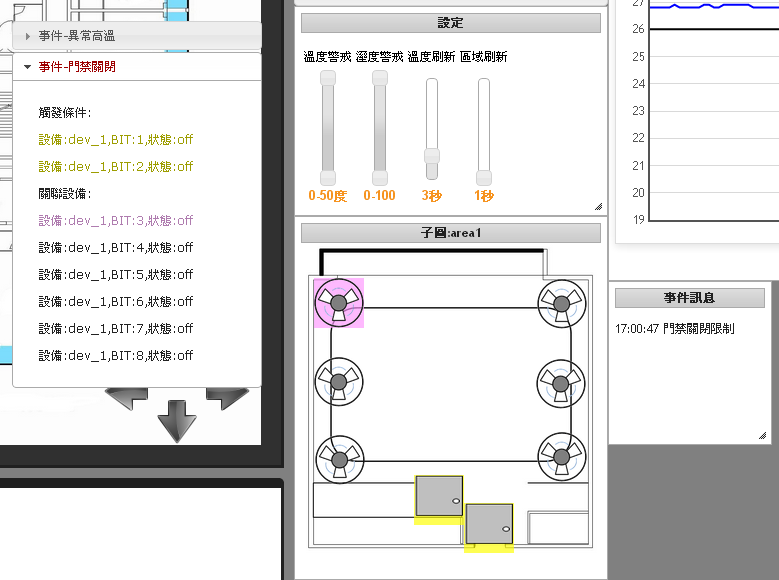 事件-異常高溫
事件-門禁關閉
觸發條件:
設備:dev_1,BIT:1,狀態:off
設備:dev_1,BIT:2,狀態:off
關聯設備:
設備:dev_1,BIT:3,狀態:off
設備:dev_1,BIT:4,狀態:off
設備:dev_1,BIT:5,狀態:off
設備:dev_1,BIT:6,狀態:off
設備:dev_1,BIT:7,狀態:off
設備:dev_1,BIT:8,狀態:off
設定
溫度警戒 溼度警戒 溫度刷新 區域刷新
0-50度 0-100 3秒 1秒
子圖:area1
27
26
25
24
23
22
21
20
19
事件訊息
17:00:47 門禁關閉限制